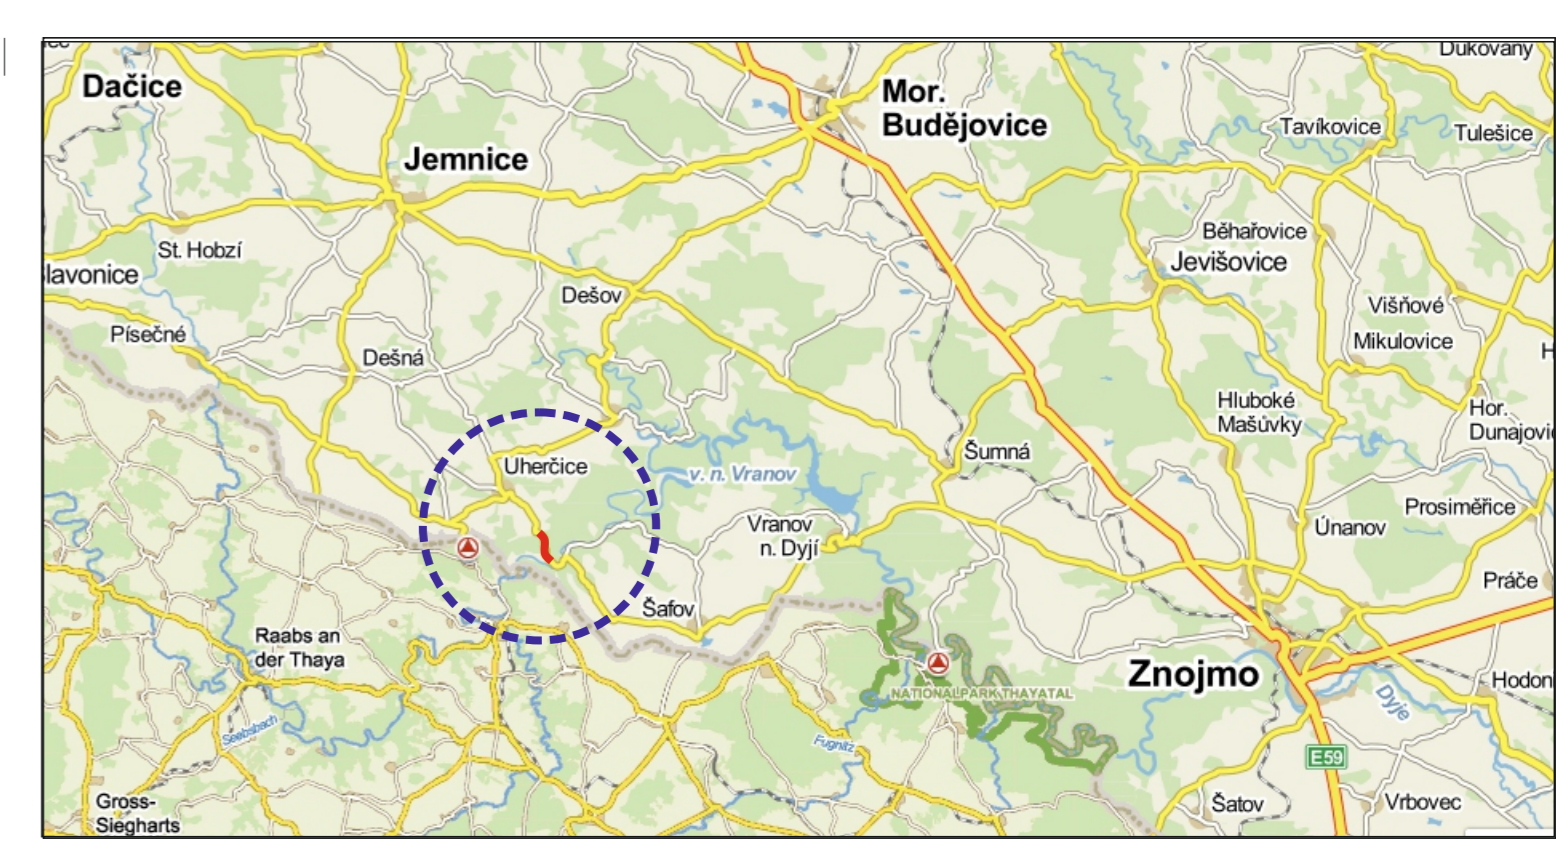 Dukovany
Dačice
Mor.
Budějovice
Tavíkovice
Tulešice
Jemnice
St. Hobzí
Běhařovice
Jevišovice
lavonice
Dešov
Višňové
Písečné
Mikulovice
Dešná
H
Hluboké
Mašůvky
Hor.
Dunajovi
Šumná
Uherčice
v. n. Vranov
Prosiměřice
Vranov
n. Dyjí
Únanov
Práče
Šafov
Raabs an
der Thaya
Znojmo
NATIONALPARK THAYATAL
Hodon
Dyje
Seebsbach
Fugnitz
E59
Gross-
Siegharts
Šatov
Vrbovec